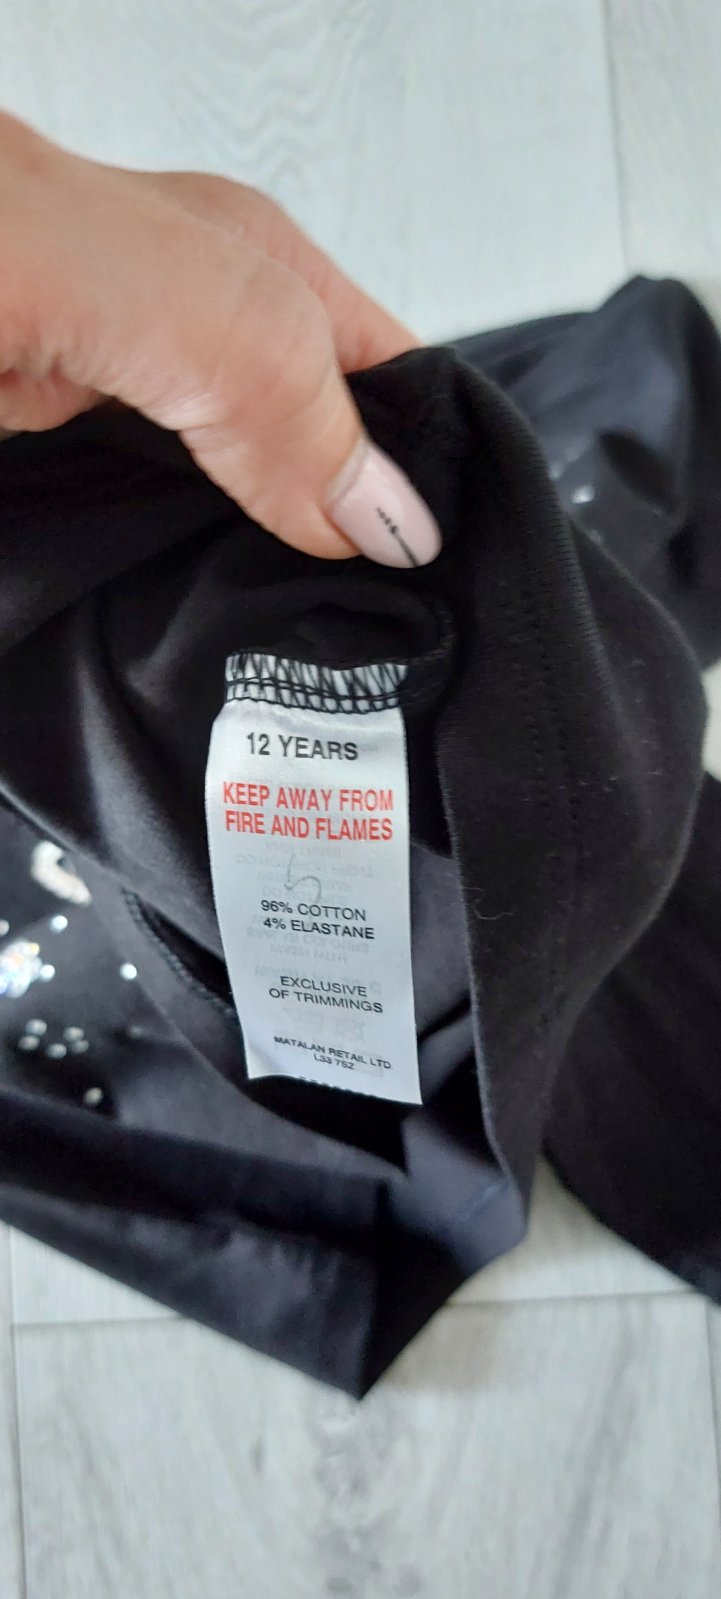 12 YEARS
KEEP AWAY FROM
FIRE AND FLAMES
5
96% COTTON
4% ELASTANE
EXCLUSIVE
OF TRIMMINGS
MATALAN RETAIL LTD.
L33 7SZ